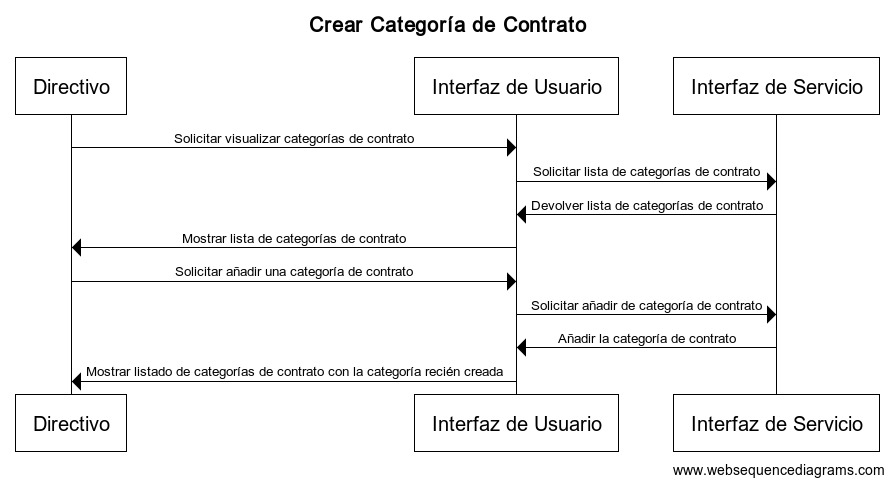 Crear Categoría de Contrato
Directivo
Interfaz de Usuario
Interfaz de Servicio
Solicitar visualizar categorías de contrato
Solicitar lista de categorías de contrato
Devolver lista de categorías de contrato
Mostrar lista de categorías de contrato
Solicitar añadir una categoría de contrato
Solicitar añadir de categoría de contrato
Añadir la categoría de contrato
Mostrar listado de categorías de contrato con la categoría recién creada
Directivo
Interfaz de Usuario
Interfaz de Servicio
www.websequencediagrams.com